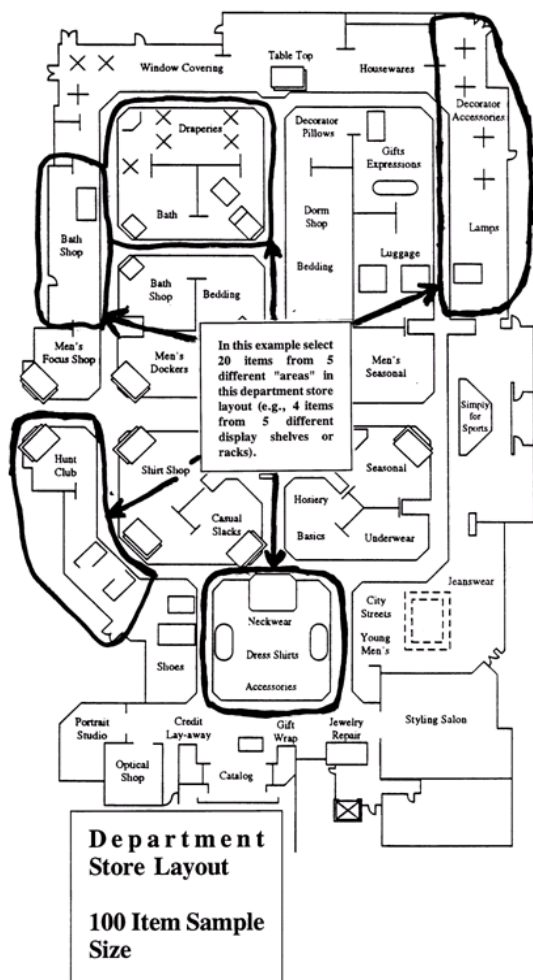 Window Covering
Table Top
Housewares
Decorator
Accessories
Draperies
Decorator
Pillows
Gifts
Expressions
Bath
Dorm
Shop
Lamps
Bath
Shop
Luggage
Bedding
Bath
Shop
Bedding
Men's
Focus Shop
Men's
Dockers
In this example select
20 items from 5
different "areas" in
this department store
layout (e.g., 4 items
from 5 different
display shelves or
racks).
Men's
Seasonal
Simply
for
Sports
Hunt
Club
Shirt Shop
Seasonal
Casual
Slacks
Hosiery
Basics
Underwear
Jeanswear
City
Streets
Young
Men's
Neckwear
Dress Shirts
Accessories
Shoes
Portrait
Studio
Credit
Lay-away
Gift
Wrap
Jewelry
Repair
Styling Salon
Optical
Shop
Catalog
Department
Store Layout
100 Item Sample
Size